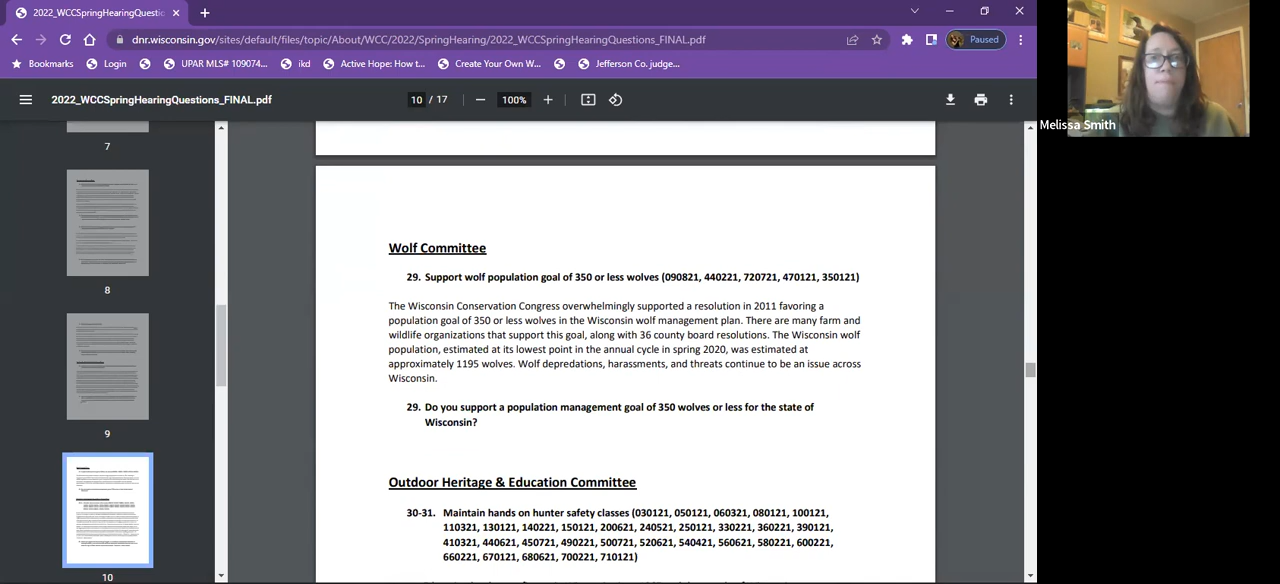 2022_WCCSpringHearingQuestio
dnr.wisconsin.gov/sites/default/files/topic/About/WCC/2022/SpringHearing/2022_WCCSpringHearingQuestions_FINAL.pdf
Paused
Bookmarks Login UPAR MLS# 109074... ikd Active Hope: How t... Create Your Own W... Jefferson Co. judge...
2022_WCCSpringHearingQuestions_FINAL.pdf 10 / 17 100%
Melissa Smith
7
8
9
10
Wolf Committee
29. Support wolf population goal of 350 or less wolves (090821, 440221, 720721, 470121, 350121)
The Wisconsin Conservation Congress overwhelmingly supported a resolution in 2011 favoring a
population goal of 350 or less wolves in the Wisconsin wolf management plan. There are many farm and
wildlife organizations that support this goal, along with 36 county board resolutions. The Wisconsin wolf
population, estimated at its lowest point in the annual cycle in spring 2020, was estimated at
approximately 1195 wolves. Wolf depredations, harassments, and threats continue to be an issue across
Wisconsin.
29. Do you support a population management goal of 350 wolves or less for the state of
Wisconsin?
Outdoor Heritage & Education Committee
30-31. Maintain hands on hunter safety classes (030121, 050121, 060321, 080121, 100121,
110321, 130121, 140221, 150121, 200621, 240521, 250121, 330221, 360221, 390121,
410321, 440621, 470721, 490221, 500721, 520621, 540421, 560621, 580221, 600221,
660221, 670121, 680621, 700221, 710121)